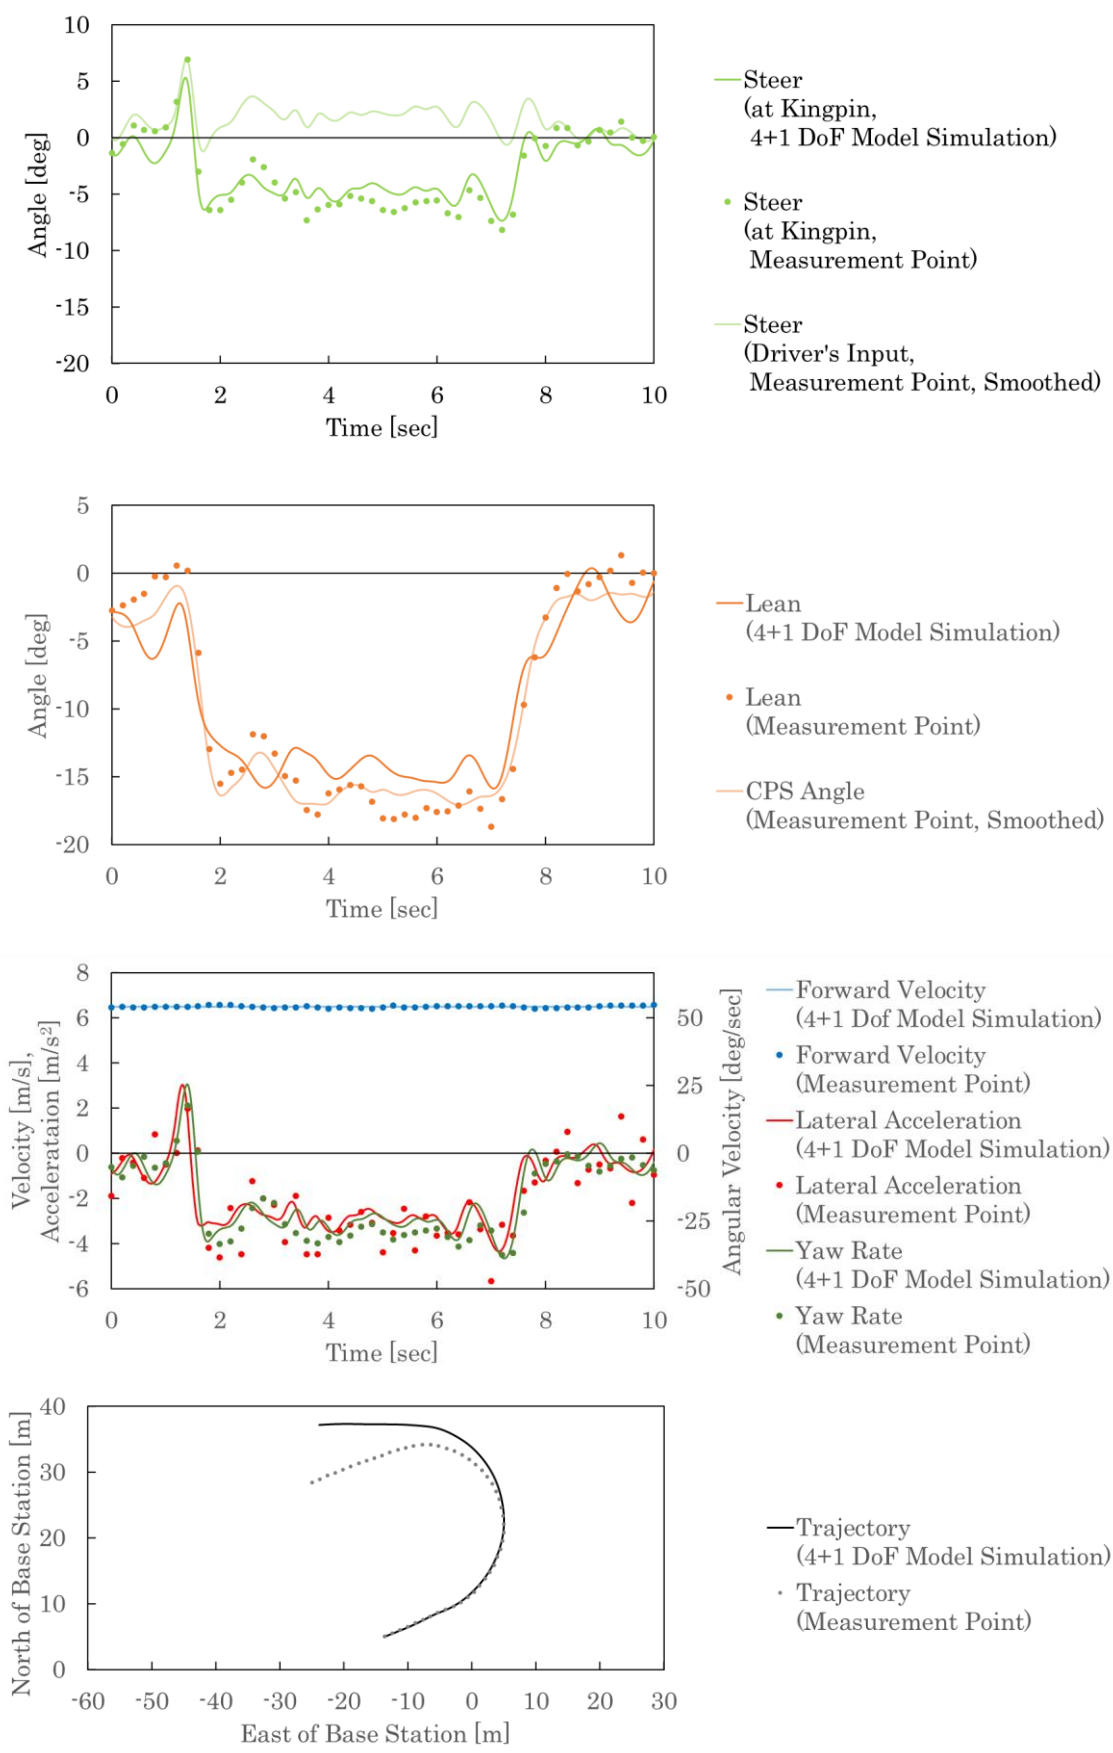 10
5
0
-5
-10
-15
-20
Angle [deg]
0 2 4 6 8 10
Time [sec]
Steer
(at Kingpin,
4+1 DoF Model Simulation)
Steer
(at Kingpin,
Measurement Point)
Steer
(Driver's Input,
Measurement Point, Smoothed)
5
0
-5
-10
-15
-20
Angle [deg]
0 2 4 6 8 10
Time [sec]
Lean
(4+1 DoF Model Simulation)
Lean
(Measurement Point)
CPS Angle
(Measurement Point, Smoothed)
8
6
4
2
0
-2
-4
-6
Velocity [m/s],
Accelerataion [m/s²]
50
25
0
-25
-50
Angular Velocity [deg/sec]
0 2 4 6 8 10
Time [sec]
Forward Velocity
(4+1 Dof Model Simulation)
Forward Velocity
(Measurement Point)
Lateral Acceleration
(4+1 DoF Model Simulation)
Lateral Acceleration
(Measurement Point)
Yaw Rate
(4+1 DoF Model Simulation)
Yaw Rate
(Measurement Point)
40
30
20
10
0
North of Base Station [m]
-60 -50 -40 -30 -20 -10 0 10 20 30
East of Base Station [m]
Trajectory
(4+1 DoF Model Simulation)
Trajectory
(Measurement Point)